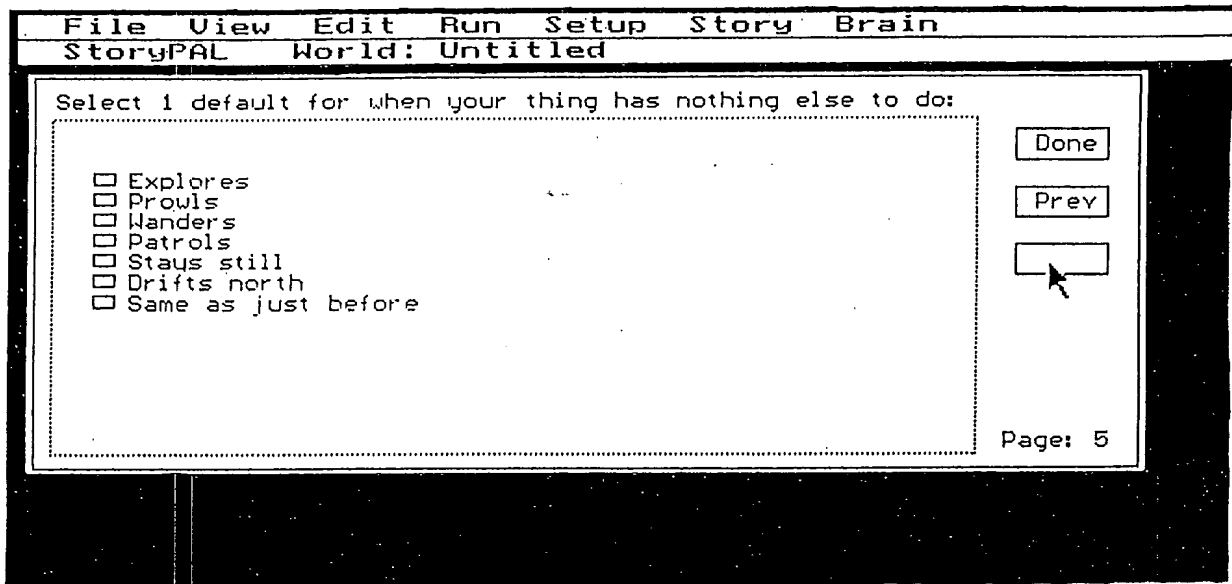 File View Edit Run Setup Story Brain
StoryPAL World: Untitled
Select 1 default for when your thing has nothing else to do:
Done
Explores
Prowls
Prev
Wanders
Patrols
Stays still
Drifts north
Same as just before
Page: 5